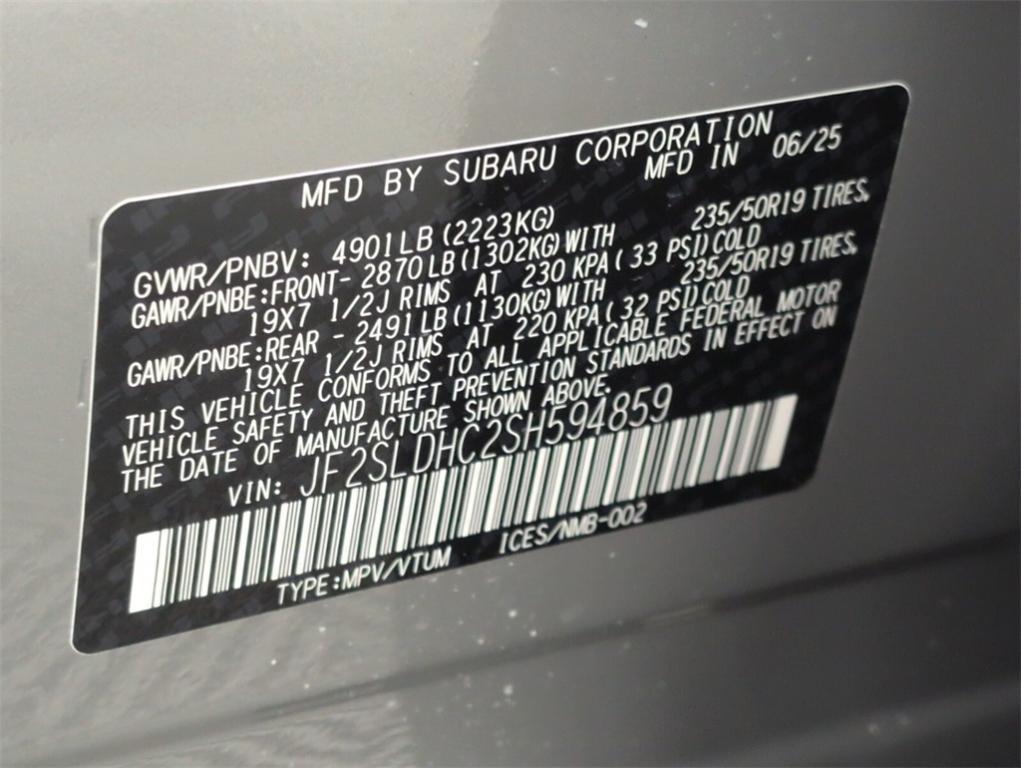 MFD BY SUBARU CORPORATION
MFD IN 06/25
GVWR/PNBV: 4901LB(2223KG)
GAWR/PNBE:FRONT- 2870LB(1302KG)WITH 235/50R19 TIRES,
19X7 1/2J RIMS AT 230 KPA( 33 PSI)COLD
GAWR/PNBE:REAR - 2491LB(1130KG)WITH 235/50R19 TIRES,
19X7 1/2J RIMS AT 220 KPA( 32 PSI)COLD
THIS VEHICLE CONFORMS TO ALL APPLICABLE FEDERAL MOTOR
VEHICLE SAFETY AND THEFT PREVENTION STANDARDS IN EFFECT ON
THE DATE OF MANUFACTURE SHOWN ABOVE.
VIN: JF2SLDHC2SH594859
TYPE:MPV/VTUM ICES/NMB-002